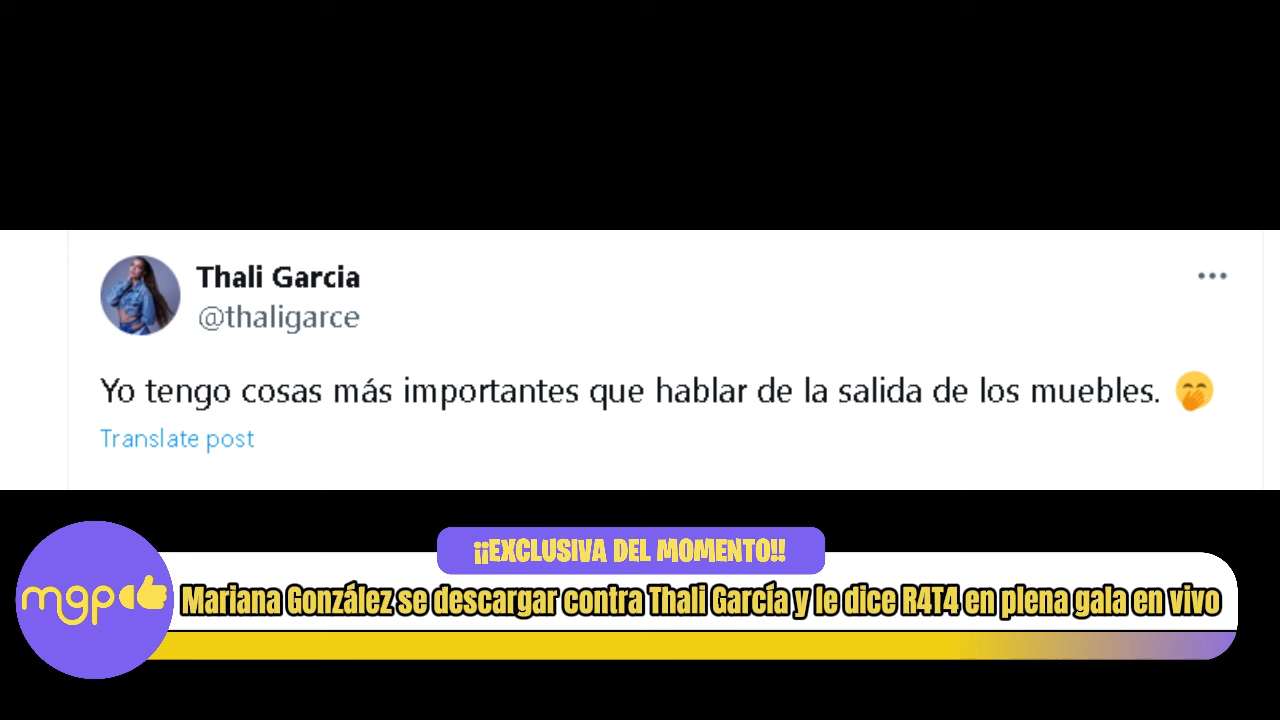 Thali Garcia
@thaligarce
Yo tengo cosas más importantes que hablar de la salida de los muebles. 🤭
Translate post
¡¡EXCLUSIVA DEL MOMENTO!!
mgp
Mariana González se descargar contra Thali García y le dice R4T4 en plena gala en vivo